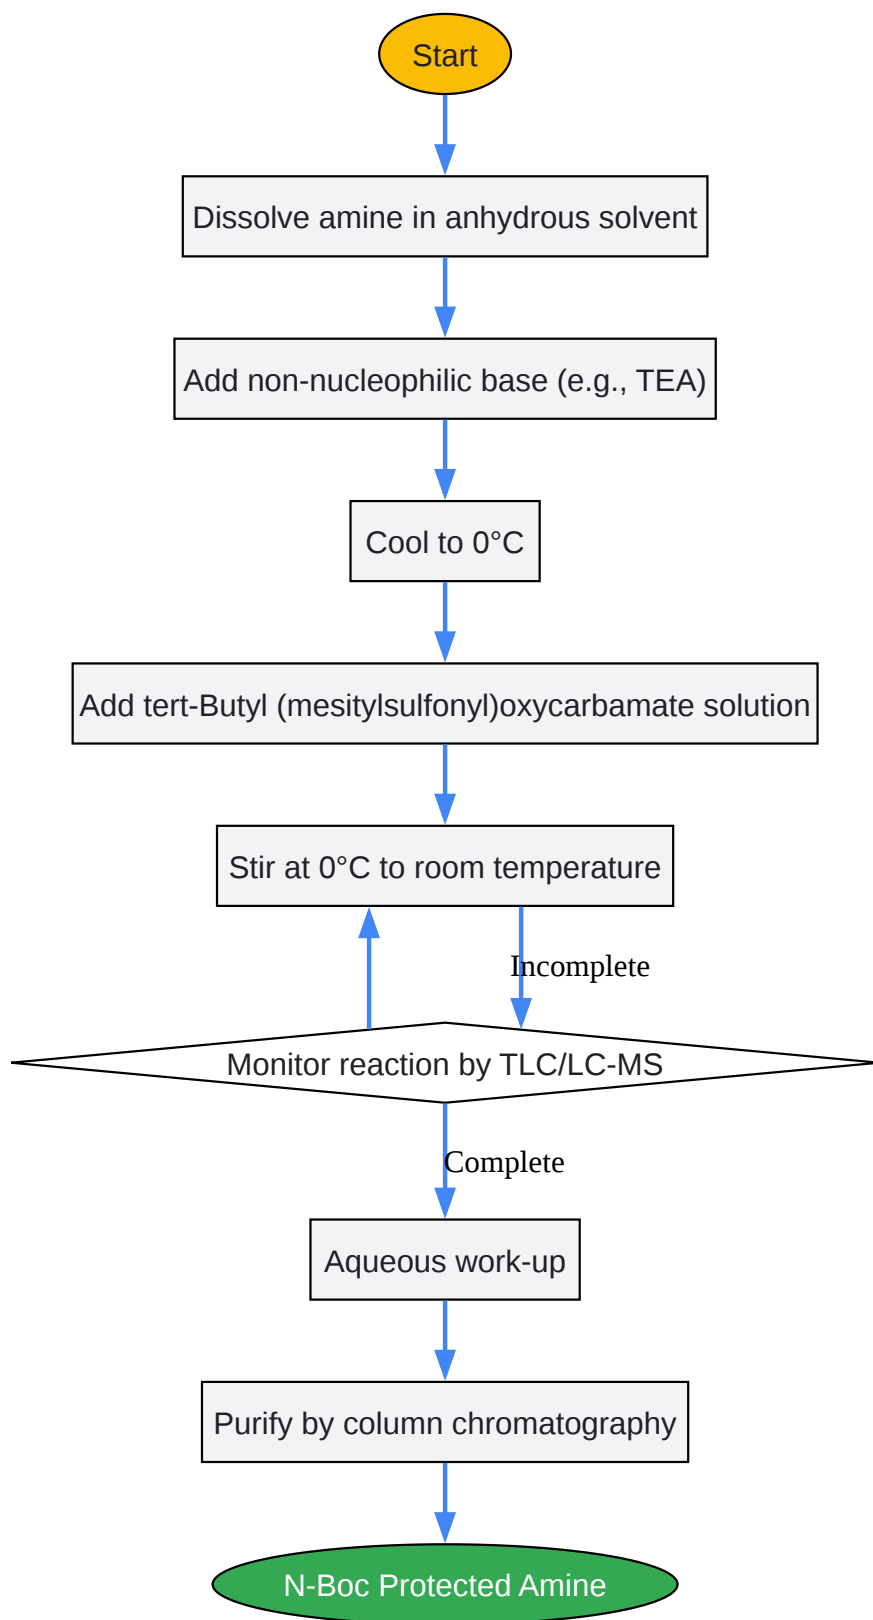 Start
Dissolve amine in anhydrous solvent
Add non-nucleophilic base (e.g., TEA)
Cool to 0°C
Add tert-Butyl (mesitylsulfonyl)oxycarbamate solution
Stir at 0°C to room temperature
Incomplete
Monitor reaction by TLC/LC-MS
Complete
Aqueous work-up
Purify by column chromatography
N-Boc Protected Amine